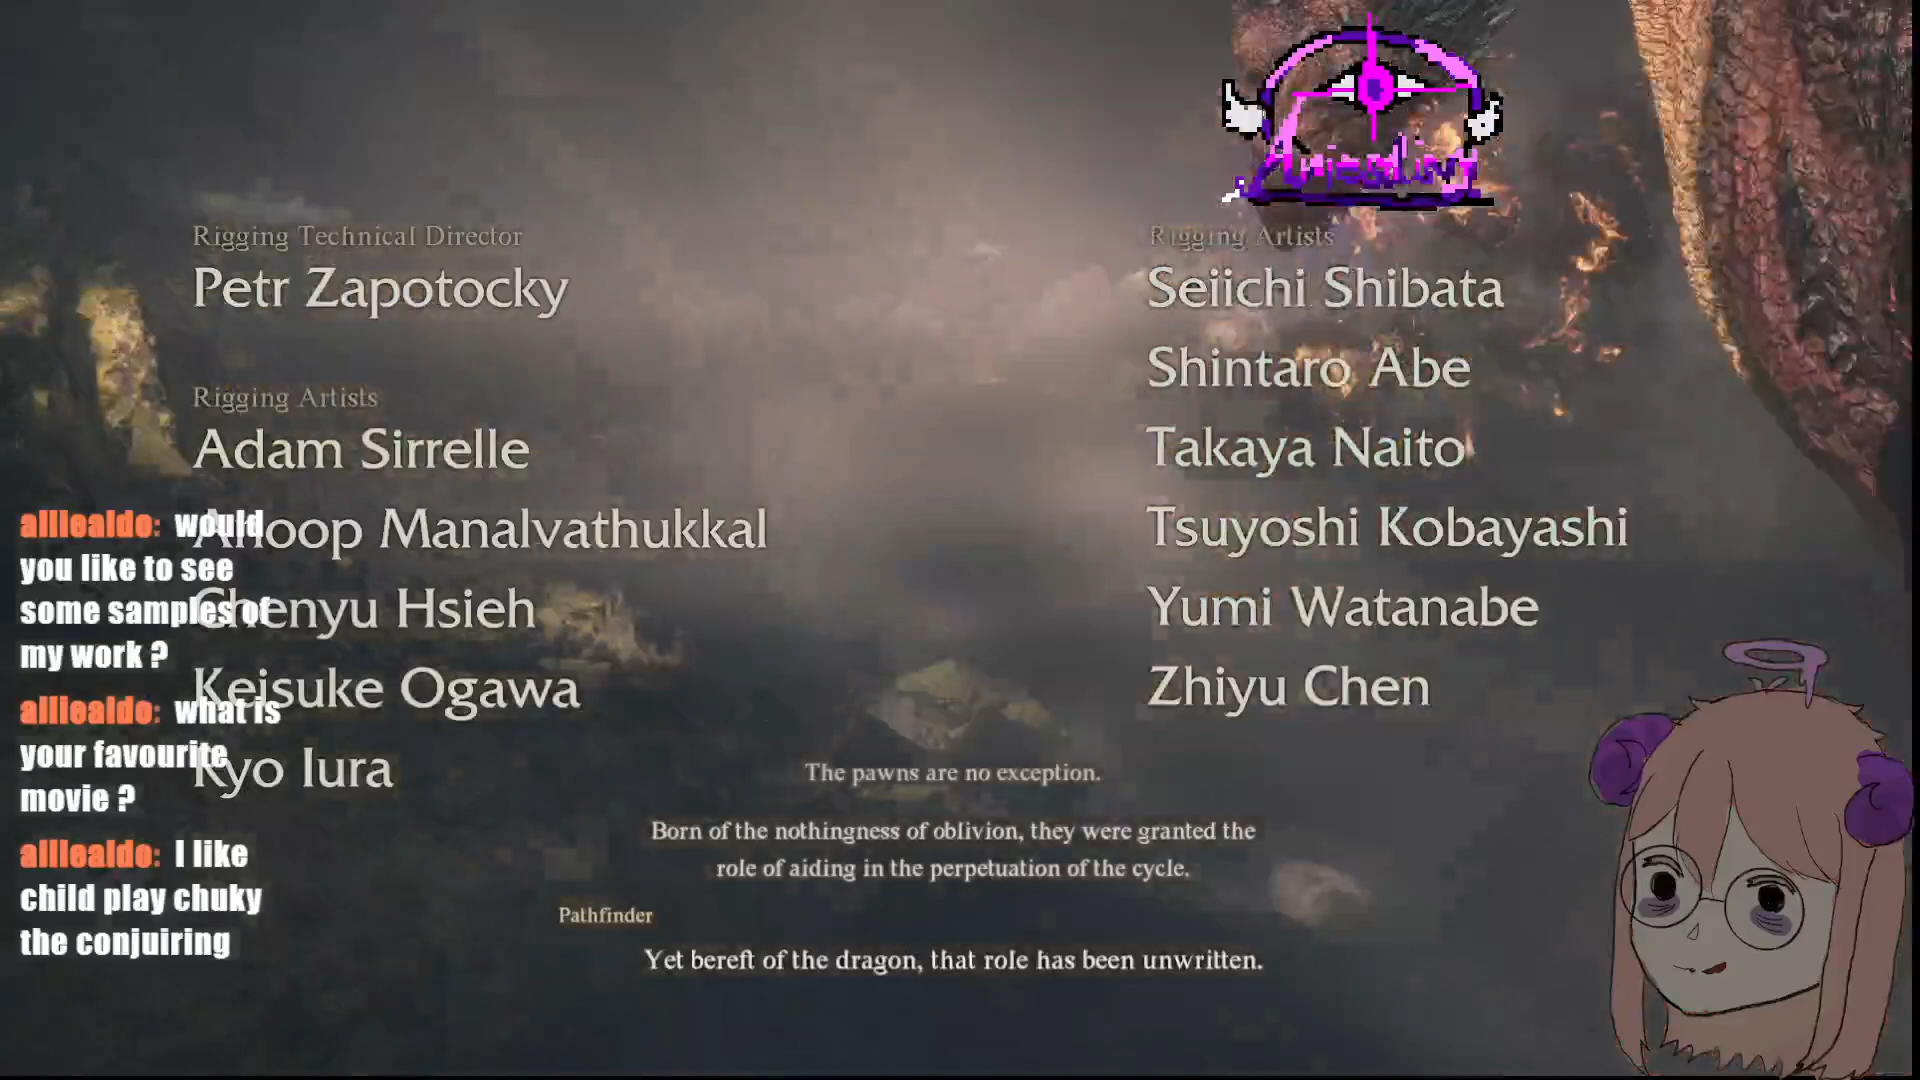 Rigging Technical Director
Petr Zapotocky
Rigging Artists
Adam Sirrelle
Anoop Manalvathukkal
Chenyu Hsieh
Keisuke Ogawa
Ryo Iura
Rigging Artists
Seiichi Shibata
Shintaro Abe
Takaya Naito
Tsuyoshi Kobayashi
Yumi Watanabe
Zhiyu Chen
alliealdo: would
you like to see
some samples of
my work ?
alliealdo: what is
your favourite
movie ?
alliealdo: I like
child play chuky
the conjuiring
The pawns are no exception.
Born of the nothingness of oblivion, they were granted the
role of aiding in the perpetuation of the cycle.
Pathfinder
Yet bereft of the dragon, that role has been unwritten.